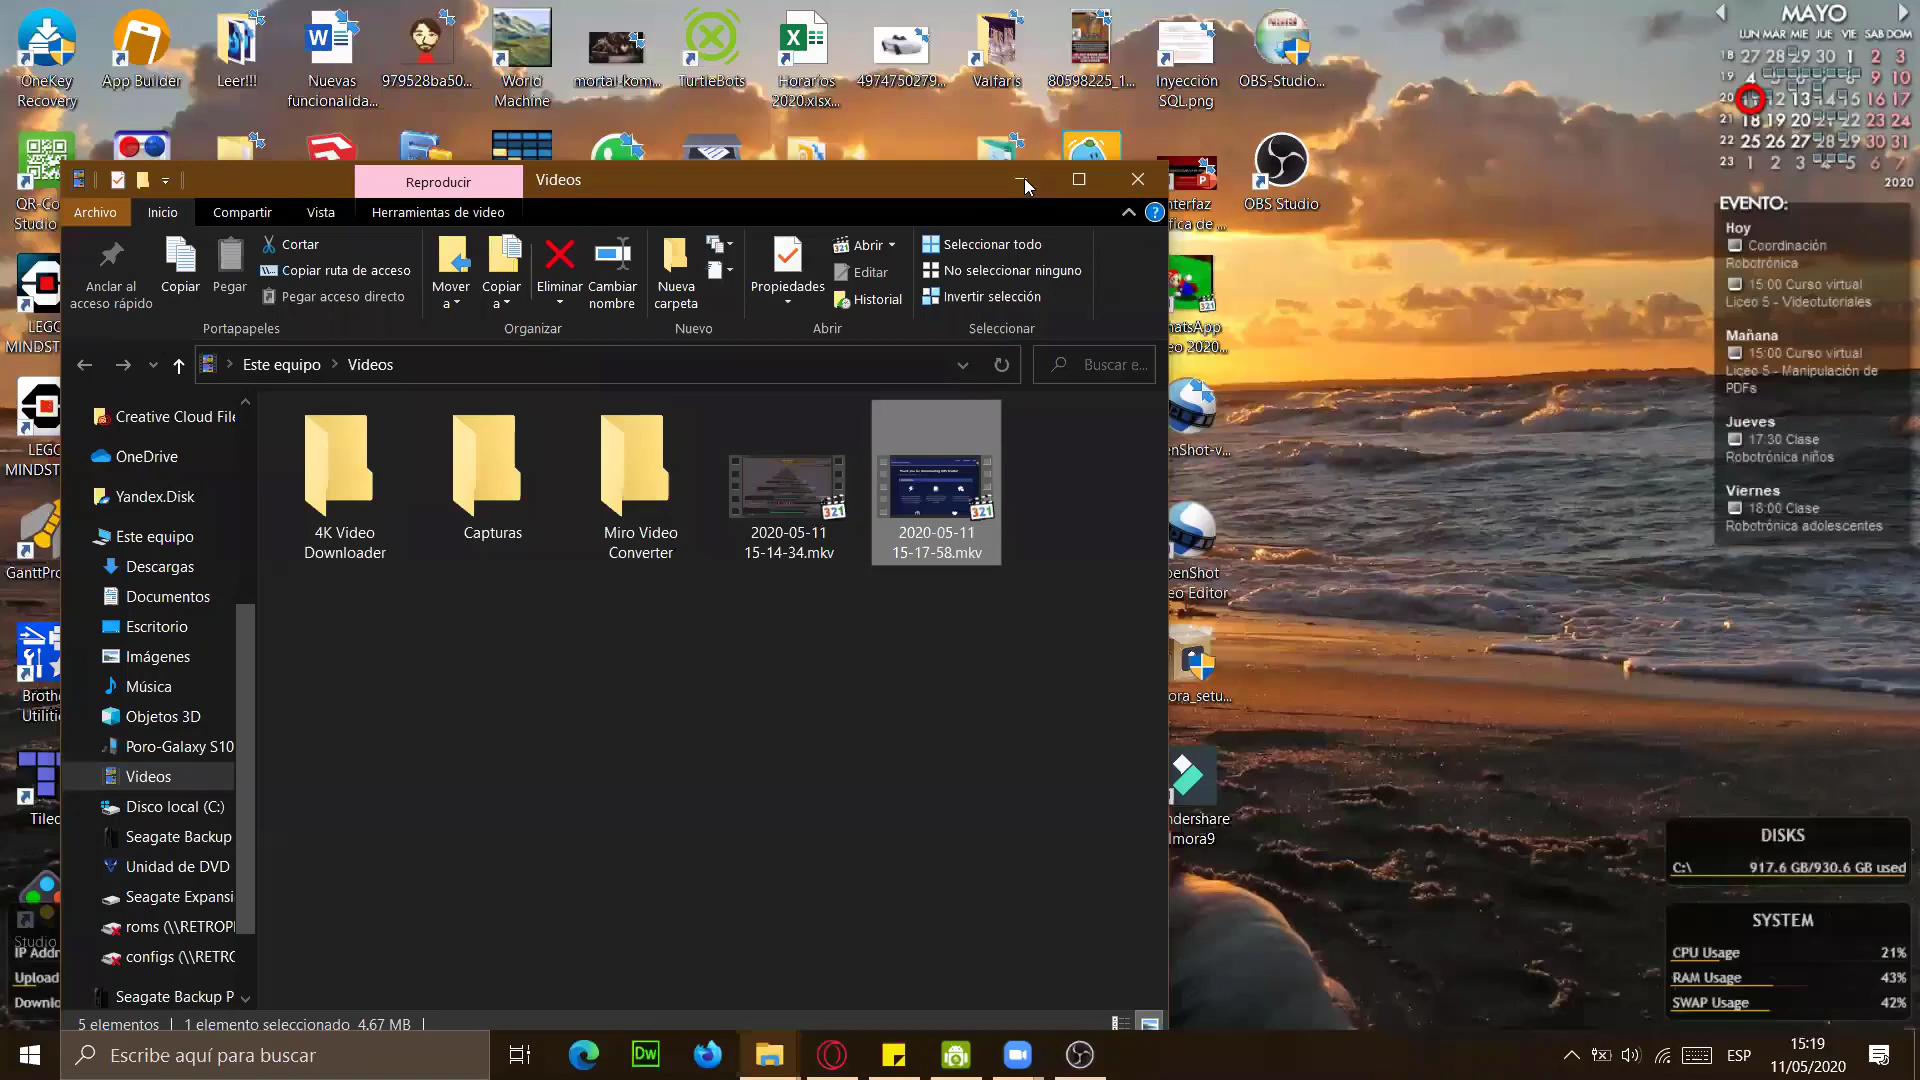 OneKey
Recovery
App Builder
Leer!!!
Nuevas
funcionalida...
979528ba50...
World
Machine
mortal-kom...
TurtleBots
Horarios
2020.xlsx...
4974750279...
Valfaris
80598225_1...
Inyección
SQL.png
OBS-Studio...
MAYO
LUN MAR MIE JUE VIE SAB DOM
18 27 28 29 30 1 2 3
19 4 9 10
20 12 13 14 15 16 17
21 18 19 20 21 22 23 24
22 25 26 27 28 29 30 31
23 1 2 3 4 5 6 7
2020
QR-Co
Studio
OBS Studio
Reproducir
Videos
Archivo
Inicio
Compartir
Vista
Herramientas de video
Anclar al
acceso rápido
Copiar
Pegar
Cortar
Copiar ruta de acceso
Pegar acceso directo
Portapapeles
Mover
a
Copiar
a
Eliminar
Cambiar
nombre
Organizar
Nueva
carpeta
Nuevo
Propiedades
Abrir
Editar
Historial
Abrir
Seleccionar todo
No seleccionar ninguno
Invertir selección
Seleccionar
Este equipo > Videos
Buscar e...
Creative Cloud File
OneDrive
Yandex.Disk
Este equipo
Descargas
Documentos
Escritorio
Imágenes
Música
Objetos 3D
Poro-Galaxy S10
Videos
Disco local (C:)
Seagate Backup
Unidad de DVD
Seagate Expansi
roms (\\RETROPI
configs (\\RETRO
Seagate Backup P
4K Video
Downloader
Capturas
Miro Video
Converter
2020-05-11
15-14-34.mkv
2020-05-11
15-17-58.mkv
5 elementos
1 elemento seleccionado 4.67 MB
LEGO
MINDST
LEGO
MINDST
GanttPro
Brothe
Utiliti
Tiled
Studio
IP Addr
Upload
Downlo
nterfaz
fica de ...
hatsApp
eo 2020...
enShot-v...
penShot
eo Editor
ora_setu...
ndershare
lmora9
EVENTO:
Hoy
Coordinación
Robotrónica
15:00 Curso virtual
Liceo 5 - Videotutoriales
Mañana
15:00 Curso virtual
Liceo 5 - Manipulación de
PDFs
Jueves
17:30 Clase
Robotrónica niños
Viernes
18:00 Clase
Robotrónica adolescentes
DISKS
C:\ 917.6 GB/930.6 GB used
SYSTEM
CPU Usage 21%
RAM Usage 43%
SWAP Usage 42%
Escribe aquí para buscar
Dw
ESP
15:19
11/05/2020